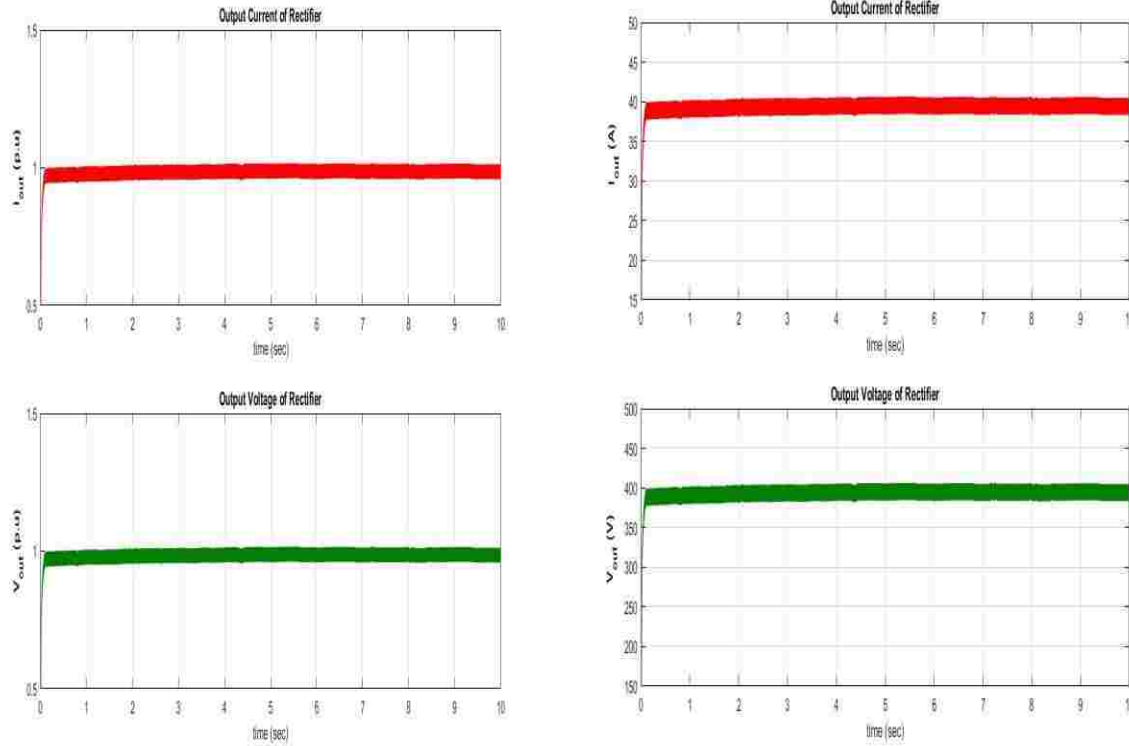 Output Current of Rectifier
1.5
1
0.5
I_out (p.u)
0 1 2 3 4 5 6 7 8 9 10
time (sec)
Output Current of Rectifier
50
45
40
35
30
25
20
15
I_out (A)
0 1 2 3 4 5 6 7 8 9 1
time (sec)
Output Voltage of Rectifier
1.5
1
0.5
V_out (p.u)
0 1 2 3 4 5 6 7 8 9 10
time (sec)
Output Voltage of Rectifier
500
450
400
350
300
250
200
150
V_out (V)
0 1 2 3 4 5 6 7 8 9 1
time (sec)